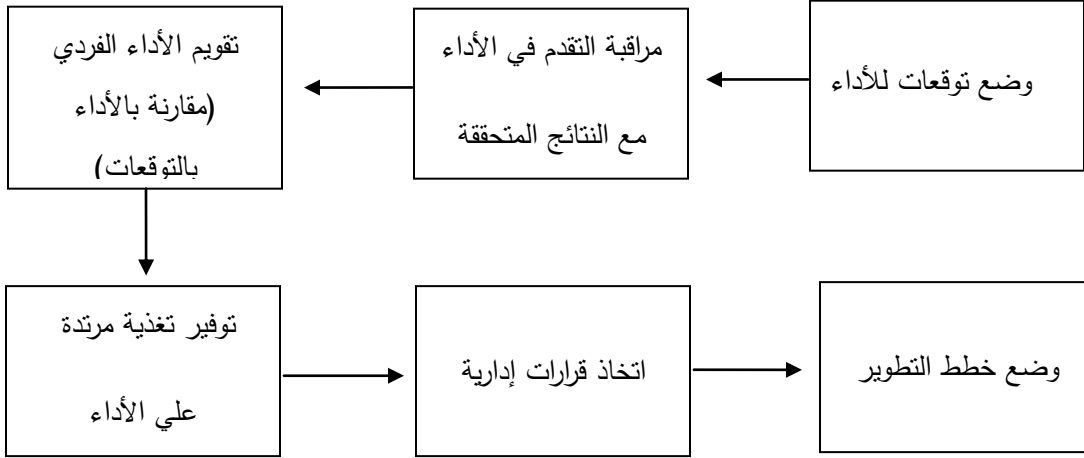 وضع توقعات للأداء
مراقبة التقدم في الأداء
مع النتائج المتحققة
تقويم الأداء الفردي
(مقارنة بالأداء
بالتوقعات)
توفير تغذية مرتدة
علي الأداء
اتخاذ قرارات إدارية
وضع خطط التطوير